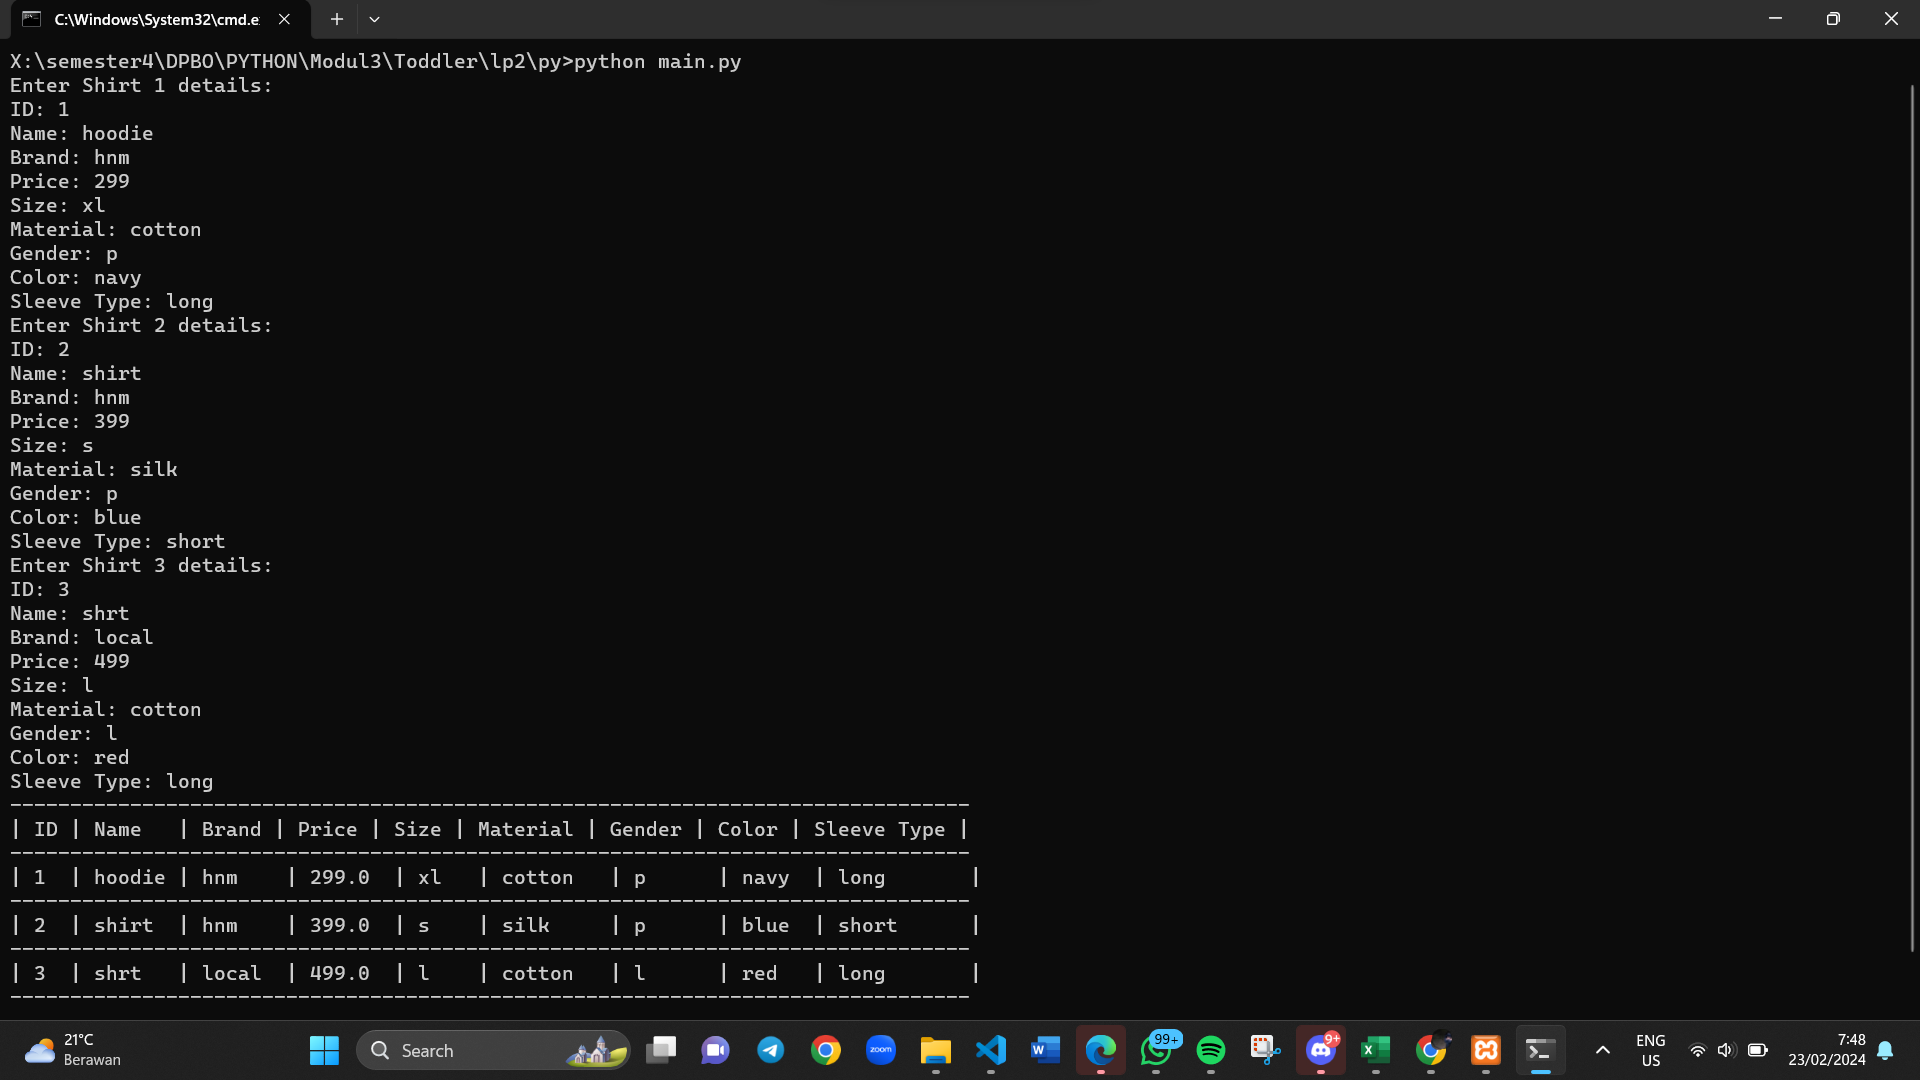 C:\Windows\System32\cmd.e
X:\semester4\DPBO\PYTHON\Modul3\Toddler\lp2\py>python main.py
Enter Shirt 1 details:
ID: 1
Name: hoodie
Brand: hnm
Price: 299
Size: xl
Material: cotton
Gender: p
Color: navy
Sleeve Type: long
Enter Shirt 2 details:
ID: 2
Name: shirt
Brand: hnm
Price: 399
Size: s
Material: silk
Gender: p
Color: blue
Sleeve Type: short
Enter Shirt 3 details:
ID: 3
Name: shrt
Brand: local
Price: 499
Size: l
Material: cotton
Gender: l
Color: red
Sleeve Type: long
--------------------------------------------------------------------------------
| ID | Name   | Brand | Price | Size | Material | Gender | Color | Sleeve Type |
--------------------------------------------------------------------------------
| 1  | hoodie | hnm    | 299.0  | xl   | cotton   | p      | navy  | long       |
--------------------------------------------------------------------------------
| 2  | shirt  | hnm    | 399.0  | s    | silk     | p      | blue  | short      |
--------------------------------------------------------------------------------
| 3  | shrt   | local  | 499.0  | l    | cotton   | l      | red   | long       |
--------------------------------------------------------------------------------
21°C
Berawan
Search
zoom
W
99+
9+
X
ENG
US
7:48
23/02/2024